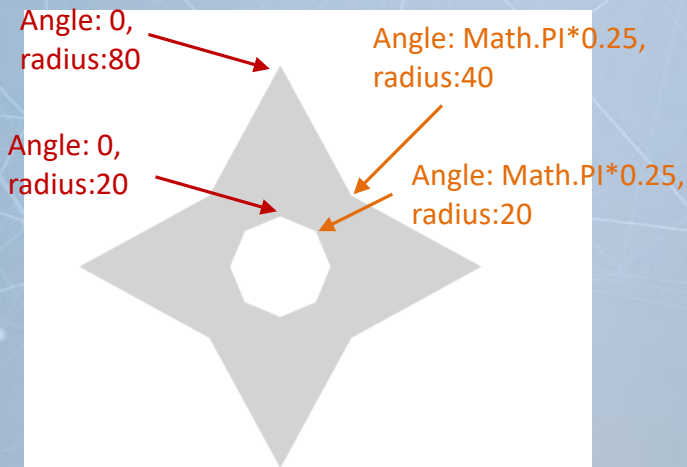 Angle: 0,
radius:80
Angle: Math.PI*0.25,
radius:40
Angle: 0,
radius:20
Angle: Math.PI*0.25,
radius:20